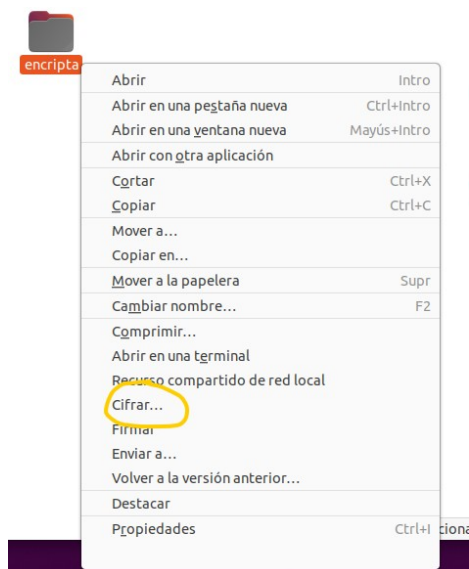 encripta
Abrir Intro
Abrir en una pestaña nueva Ctrl+Intro
Abrir en una ventana nueva Mayús+Intro
Abrir con otra aplicación
Cortar Ctrl+X
Copiar Ctrl+C
Mover a...
Copiar en...
Mover a la papelera Supr
Cambiar nombre... F2
Comprimir...
Abrir en una terminal
Recurso compartido de red local
Cifrar...
Firmar
Enviar a...
Volver a la versión anterior...
Destacar
Propiedades Ctrl+I